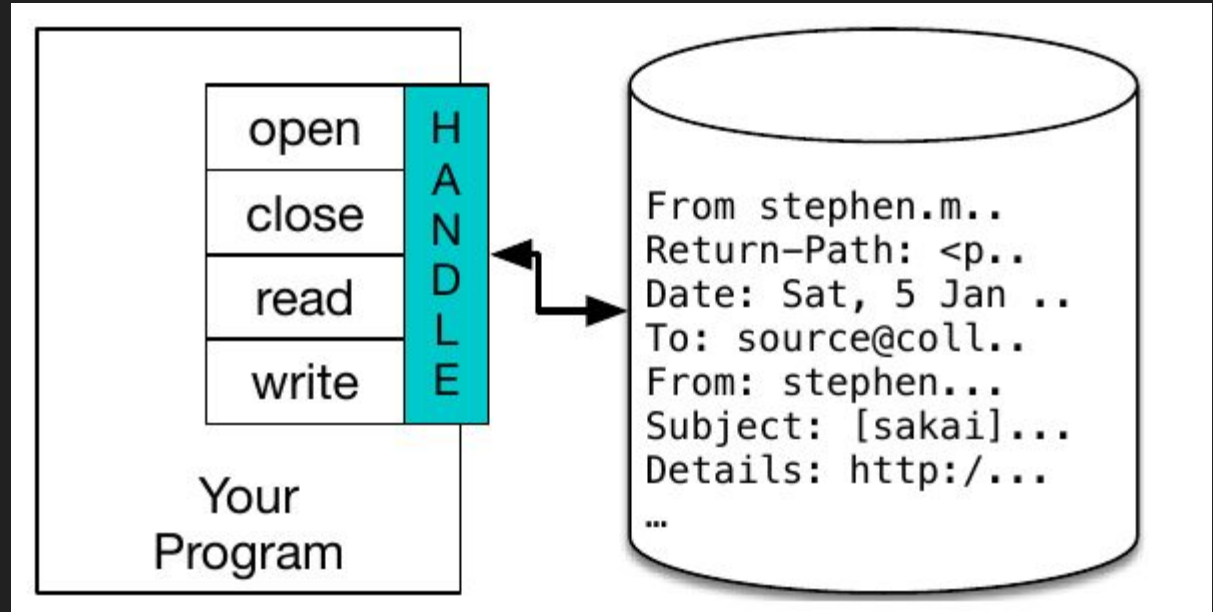 open
close
read
write
HANDLE
Your
Program
From stephen.m..
Return-Path: <p..
Date: Sat, 5 Jan ..
To: source@coll..
From: stephen...
Subject: [sakai]...
Details: http:/...
…